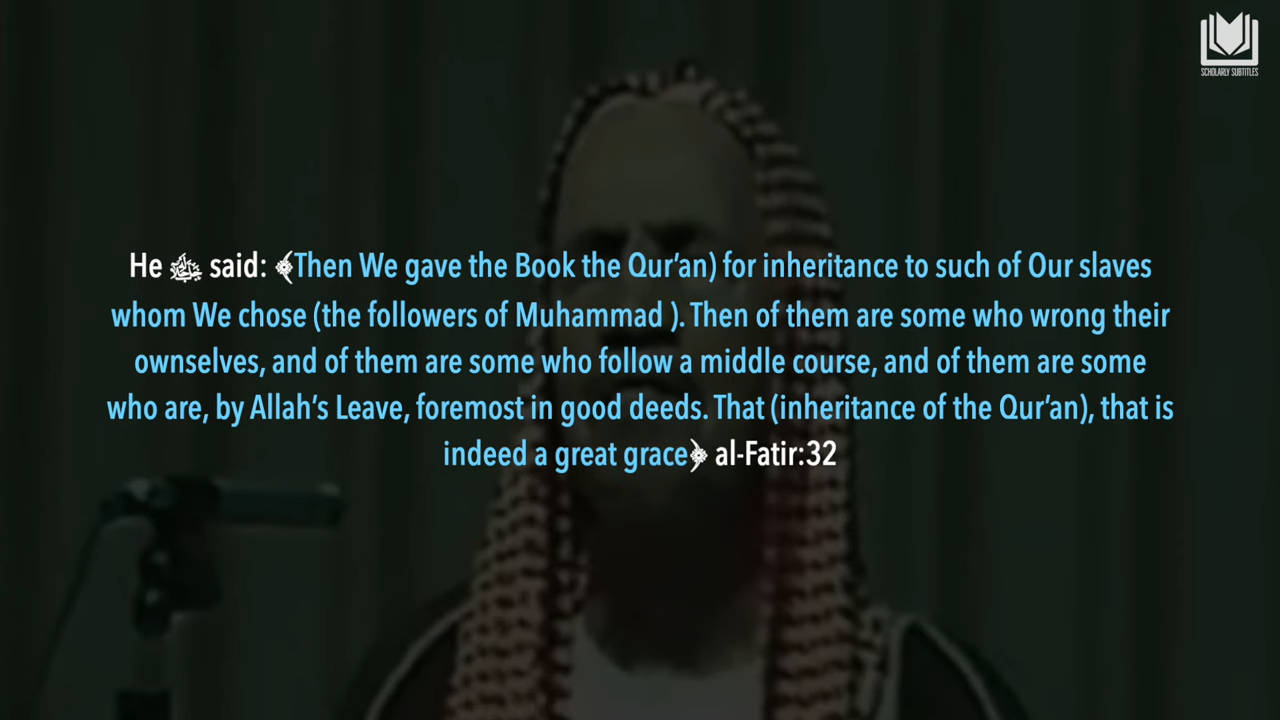 SCHOLARLY SUBTITLES
He ﷻ said: ﴾Then We gave the Book the Qur’an) for inheritance to such of Our slaves
whom We chose (the followers of Muhammad ). Then of them are some who wrong their
ownselves, and of them are some who follow a middle course, and of them are some
who are, by Allah’s Leave, foremost in good deeds. That (inheritance of the Qur’an), that is
indeed a great grace﴿ al-Fatir:32